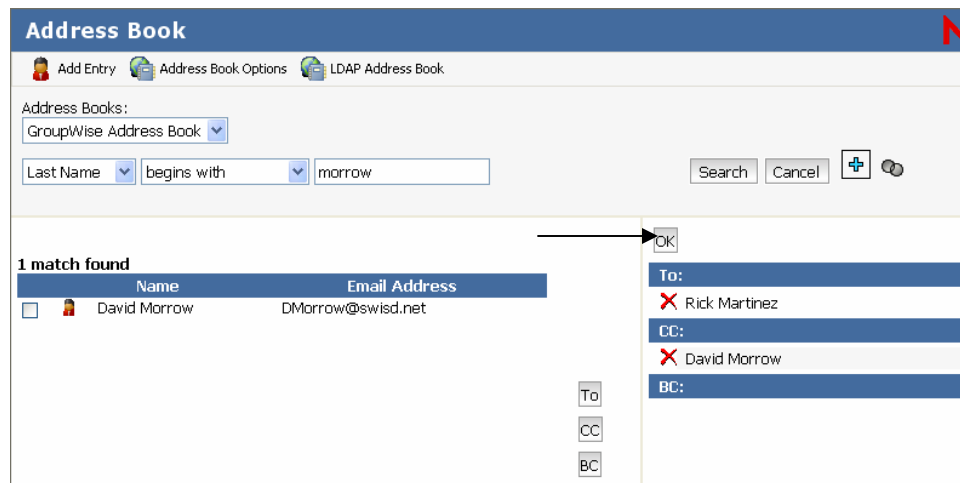 Address Book
N
Add Entry Address Book Options LDAP Address Book
Address Books:
GroupWise Address Book
Last Name begins with morrow Search Cancel
OK
1 match found
Name Email Address
David Morrow DMorrow@swisd.net
To:
Rick Martinez
CC:
David Morrow
BC:
To
CC
BC